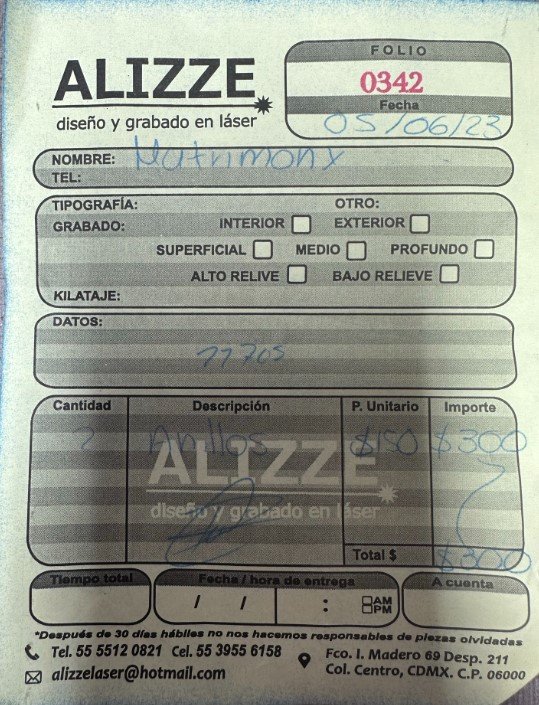 ALIZZE
diseño y grabado en láser
FOLIO
0342
Fecha
05/06/23
NOMBRE: Matrimony
TEL:
TIPOGRAFÍA: OTRO:
GRABADO: INTERIOR EXTERIOR
SUPERFICIAL MEDIO PROFUNDO
ALTO RELIVE BAJO RELIEVE
KILATAJE:
DATOS:
Cantidad Descripción P. Unitario Importe
2 Anillos $150 $300
ALIZZE
diseño y grabado en láser
Total $ $300
Tiempo total Fecha / hora de entrega A cuenta
/ / : AM
PM
*Después de 30 días hábiles no nos hacemos responsables de piezas olvidadas
Tel. 55 5512 0821 Cel. 55 3955 6158
alizzelaser@hotmail.com
Fco. I. Madero 69 Desp. 211
Col. Centro, CDMX. C.P. 06000